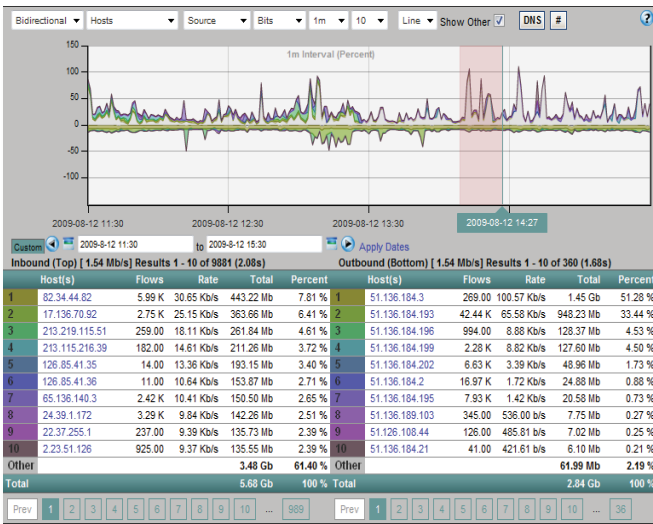 Bidirectional Hosts Source Bits 1m 10 Line Show Other DNS # ?
1m Interval (Percent)
150
100
50
0
-50
-100
2009-08-12 11:30 2009-08-12 12:30 2009-08-12 13:30 2009-08-12 14:27
Custom 2009-8-12 11:30 to 2009-8-12 15:30 Apply Dates
Inbound (Top) [ 1.54 Mb/s] Results 1 - 10 of 9881 (2.08s) Outbound (Bottom) [ 1.54 Mb/s] Results 1 - 10 of 360 (1.68s)
Host(s) Flows Rate Total Percent Host(s) Flows Rate Total Percent
1 82.34.44.82 5.99 K 30.65 Kb/s 443.22 Mb 7.81 % 1 51.136.184.3 269.00 100.57 Kb/s 1.45 Gb 51.28 %
2 17.136.70.92 2.75 K 25.15 Kb/s 363.66 Mb 6.41 % 2 51.136.184.193 42.44 K 65.58 Kb/s 948.23 Mb 33.44 %
3 213.219.115.51 259.00 18.11 Kb/s 261.84 Mb 4.61 % 3 51.136.184.196 994.00 8.88 Kb/s 128.37 Mb 4.53 %
4 213.115.216.39 182.00 14.61 Kb/s 211.26 Mb 3.72 % 4 51.136.184.199 2.28 K 8.82 Kb/s 127.60 Mb 4.50 %
5 126.85.41.35 14.00 13.36 Kb/s 193.15 Mb 3.40 % 5 51.136.184.202 6.63 K 3.39 Kb/s 48.96 Mb 1.73 %
6 126.85.41.36 11.00 10.64 Kb/s 153.87 Mb 2.71 % 6 51.136.184.2 16.97 K 1.72 Kb/s 24.88 Mb 0.88 %
7 65.136.140.3 2.42 K 10.41 Kb/s 150.50 Mb 2.65 % 7 51.136.184.195 7.93 K 1.42 Kb/s 20.58 Mb 0.73 %
8 24.39.1.172 3.29 K 9.84 Kb/s 142.26 Mb 2.51 % 8 51.136.189.103 345.00 536.00 b/s 7.75 Mb 0.27 %
9 22.37.255.1 237.00 9.39 Kb/s 135.73 Mb 2.39 % 9 51.126.108.44 126.00 485.81 b/s 7.02 Mb 0.25 %
10 2.23.51.126 925.00 9.37 Kb/s 135.55 Mb 2.39 % 10 51.136.184.21 41.00 421.61 b/s 6.10 Mb 0.21 %
Other 3.48 Gb 61.40 % Other 61.99 Mb 2.19 %
Total 5.68 Gb 100 % Total 2.84 Gb 100 %
Prev 1 2 3 4 5 6 7 8 9 10 ... 989 Prev 1 2 3 4 5 6 7 8 9 10 ... 36